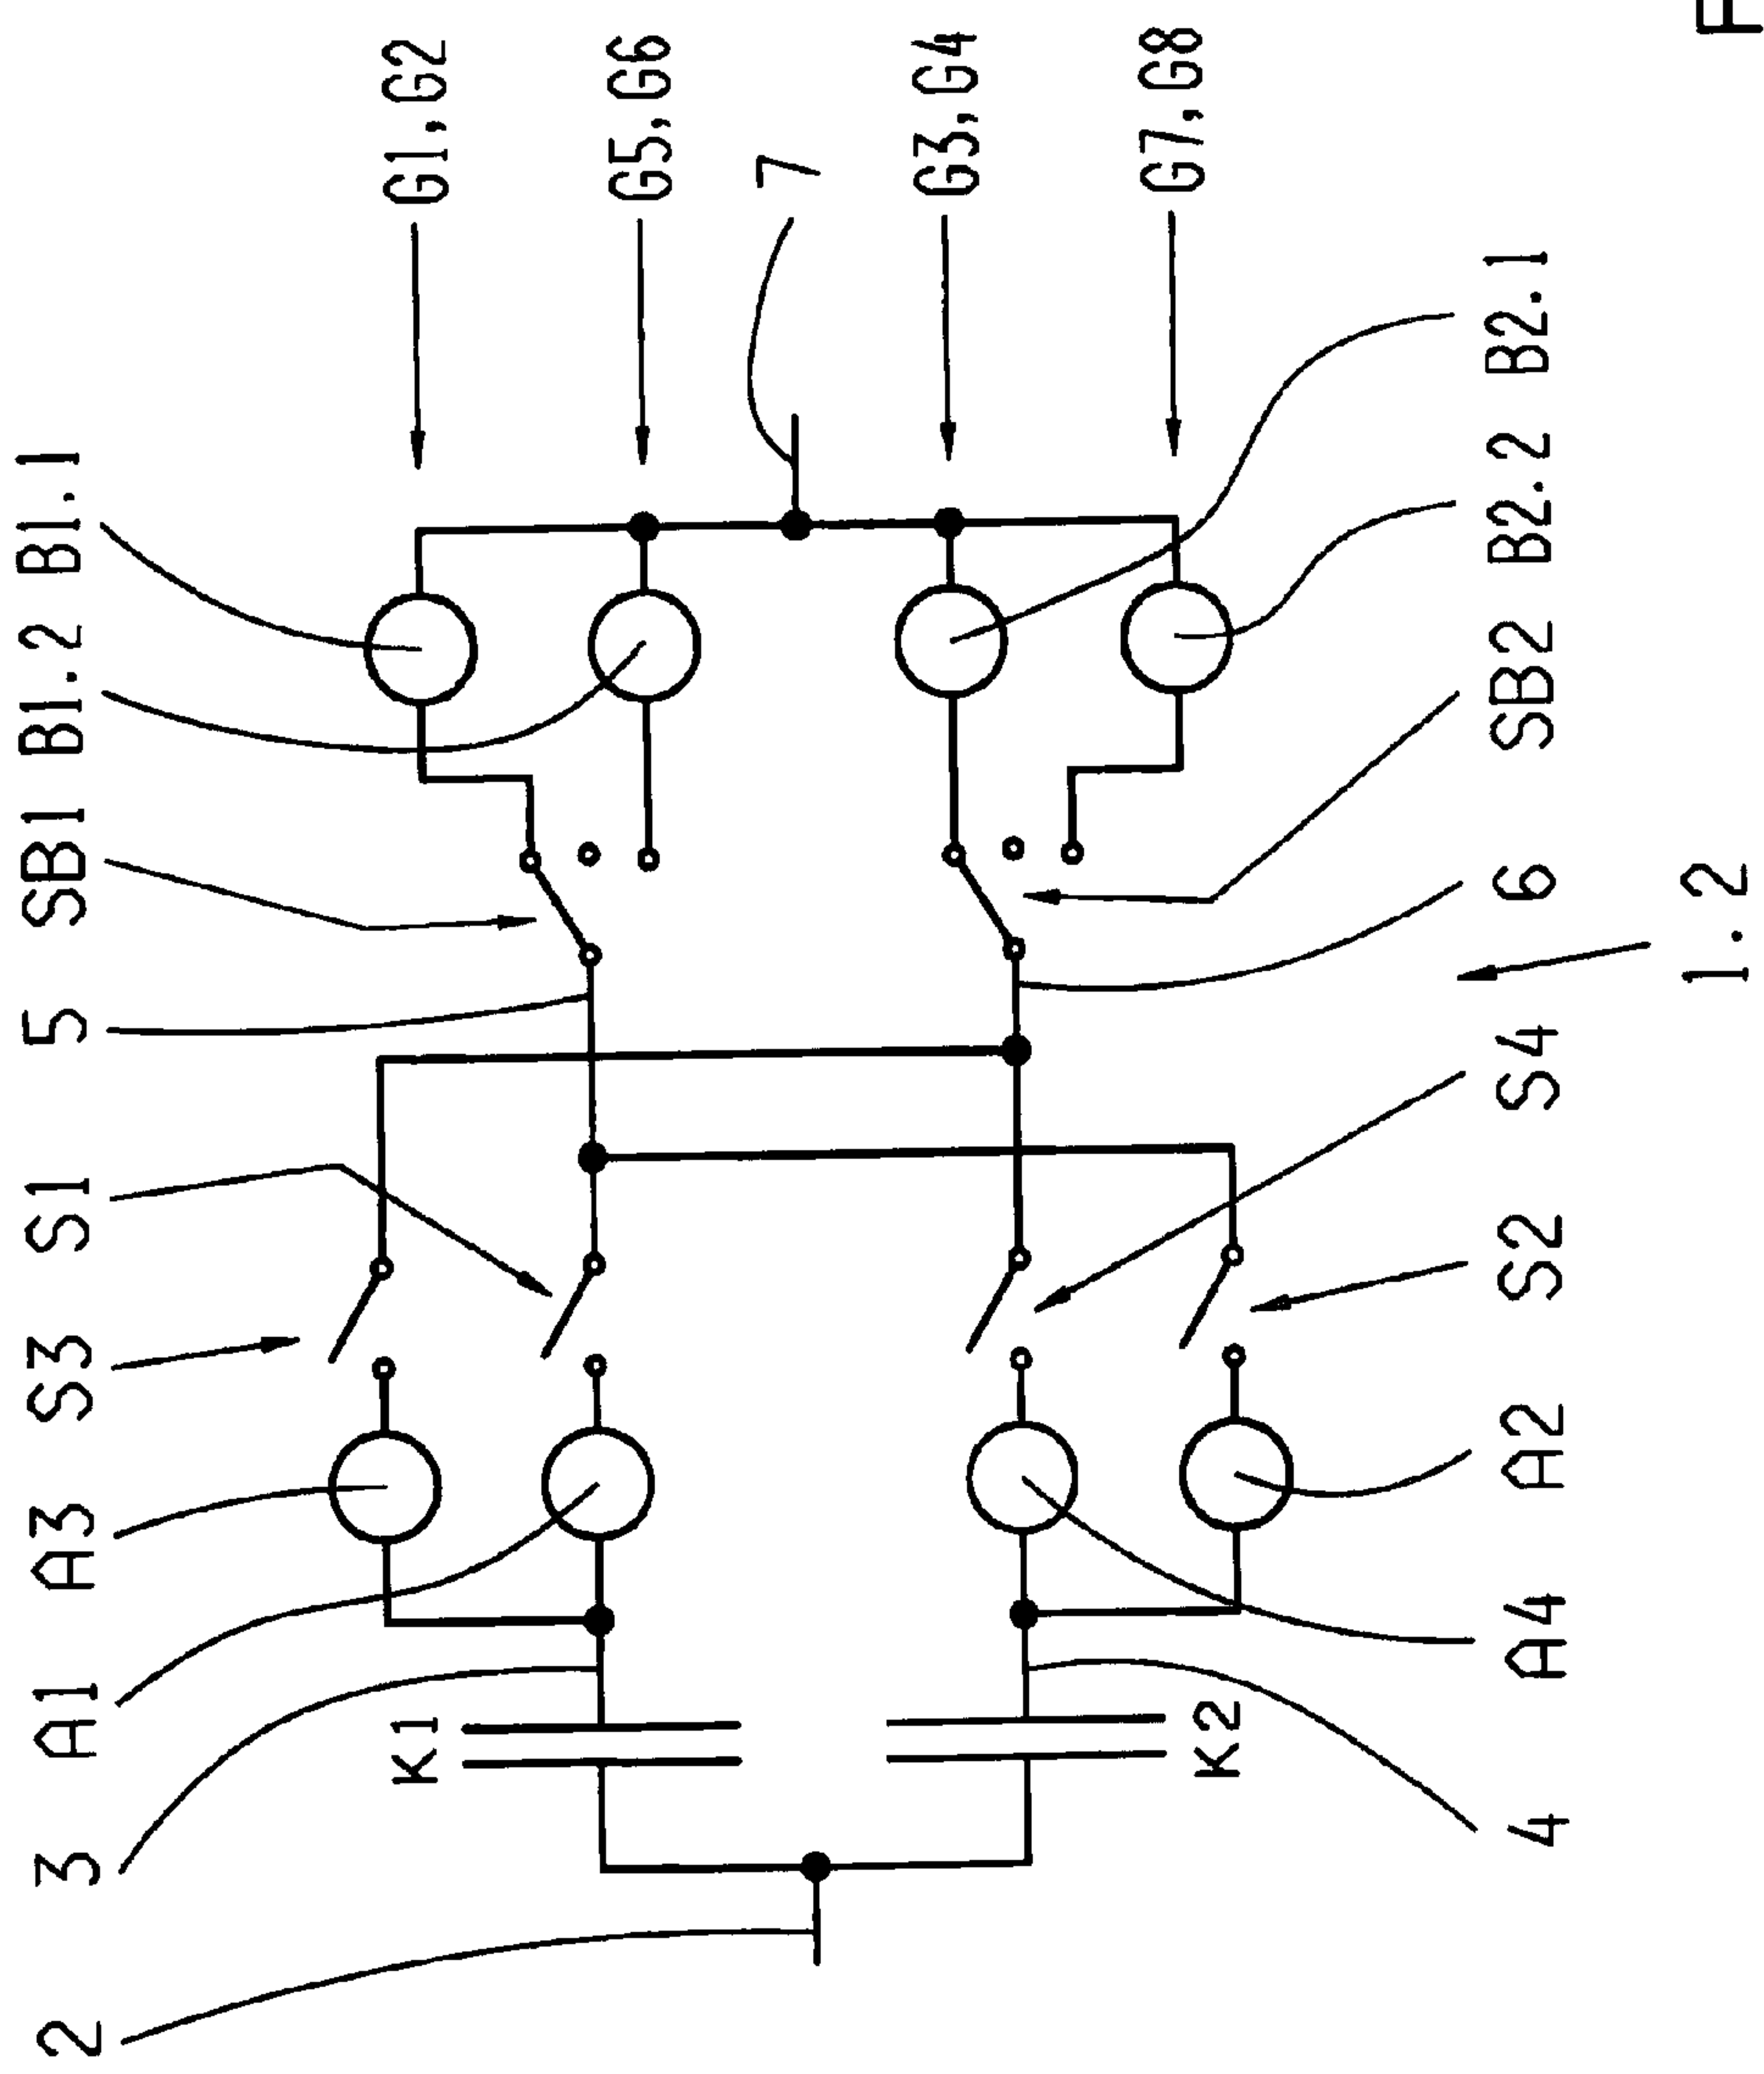 2 3 A1 A3 S3 S1 5 SB1 B1.2 B1.1
K1 G1,G2
G5,G6
7
G3,G4
K2 G7,G8
4 A4 A2 S2 S4 6 SB2 B2.2 B2.1
1.2
F